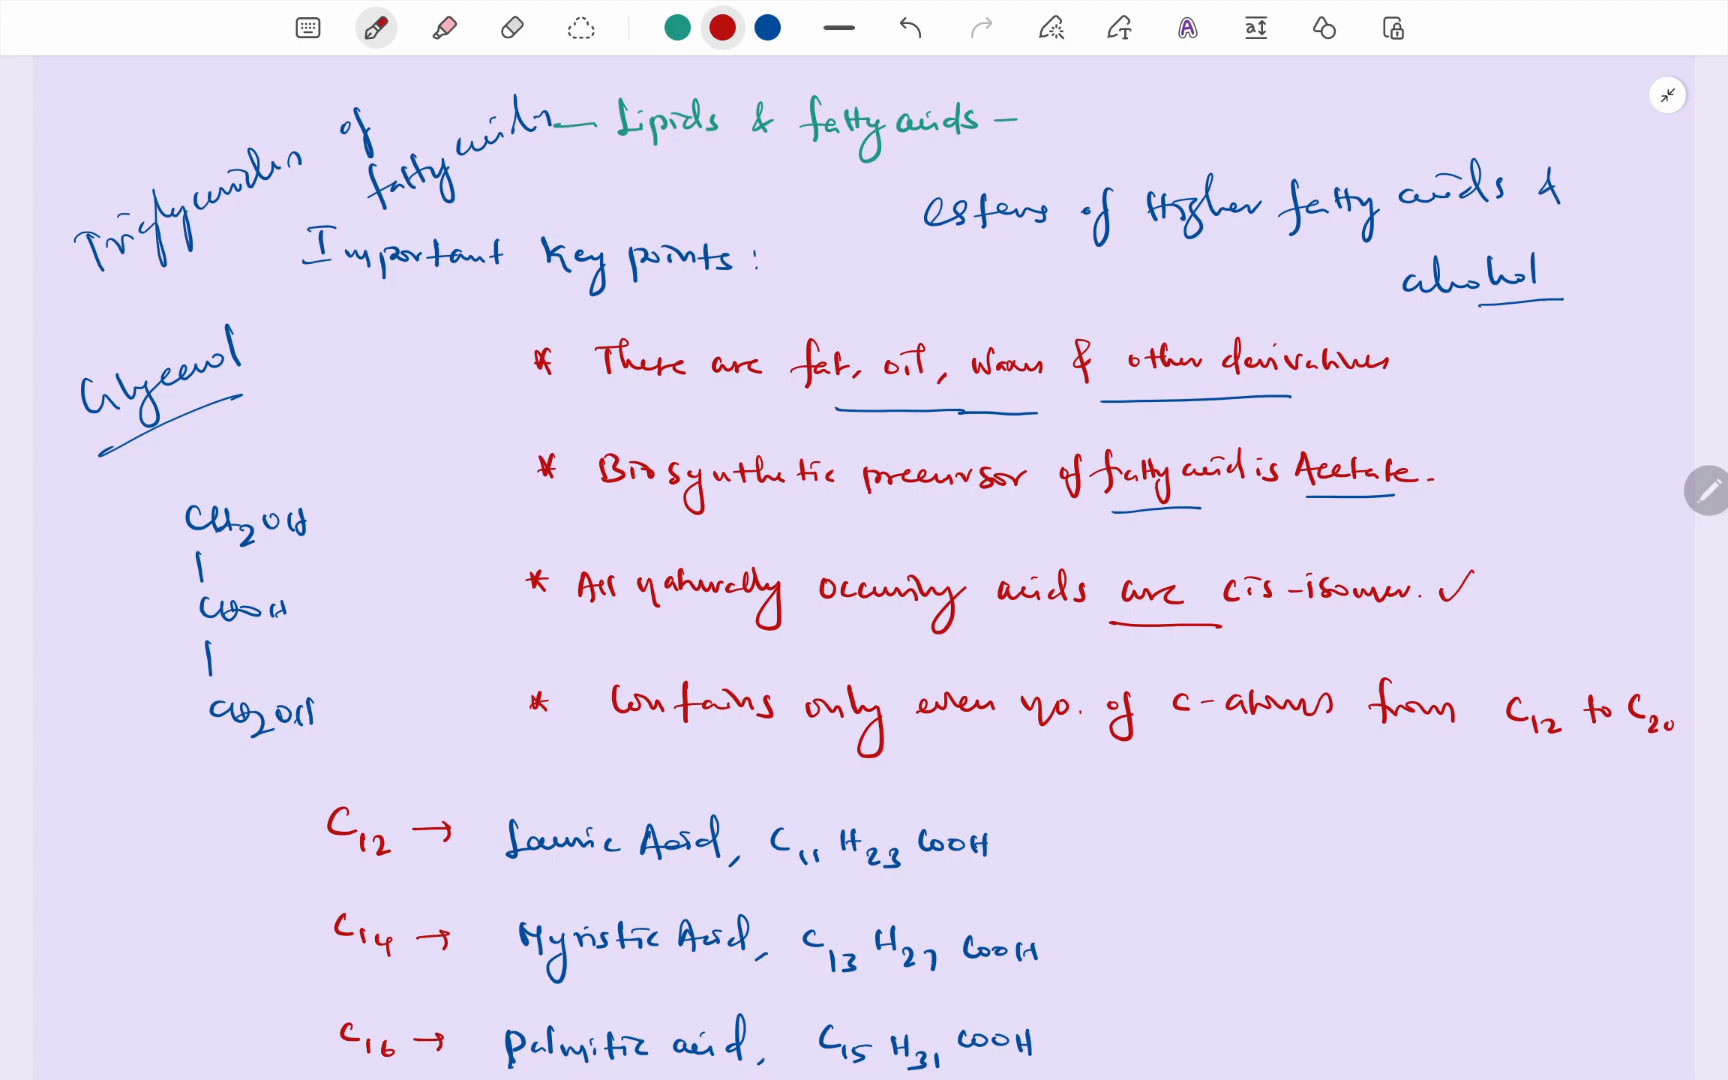 Lipids & fatty acids -
Triglycerides of fatty acids -
esters of Higher fatty acids &
alcohol
Important key points :
Glycerol
* There are fat, oil, waxes & other derivatives
* Biosynthetic precursor of fatty acid is Acetate.
CH2OH
CHOH
CH2OH
* All naturally occuring acids are cis-isomer. ✓
* Contains only even no. of c-atoms from C12 to C20
C12 → Lauric Acid, C11 H23 COOH
C14 → Myristic Acid, C13 H27 COOH
C16 → Palmitic acid, C15 H31 COOH